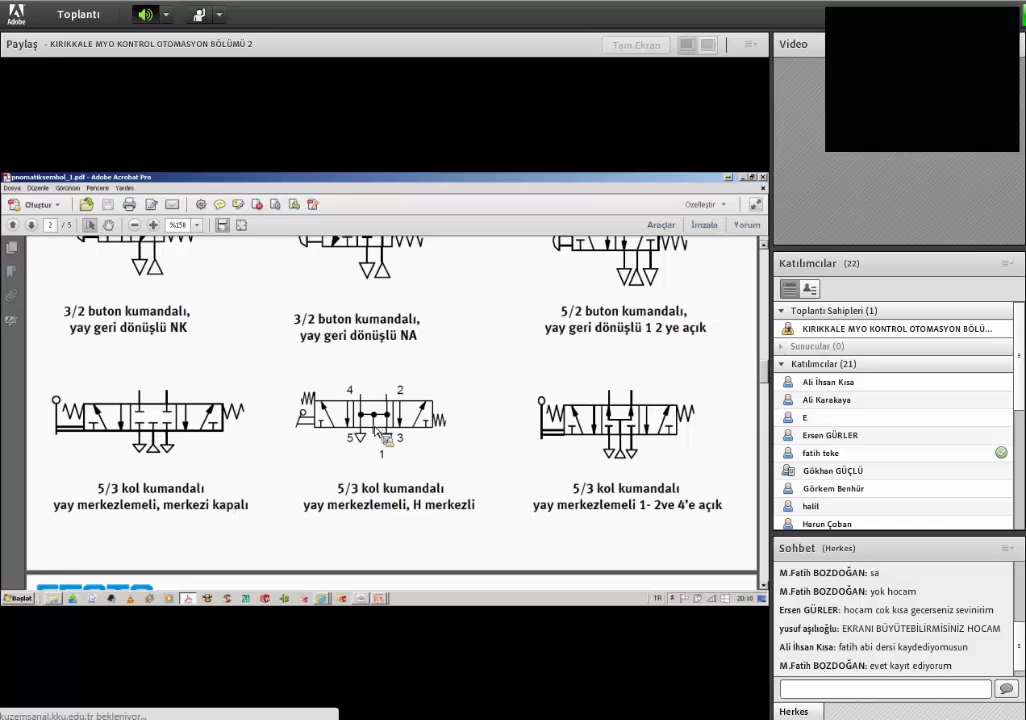 Adobe
Toplantı
Paylaş - KIRIKKALE MYO KONTROL OTOMASYON BÖLÜMÜ 2
Tam Ekran
Video
pnomatiksembol_1.pdf - Adobe Acrobat Pro
Dosya Düzenle Görünüm Pencere Yardım
Oluştur
Özelleştir
2 / 5
%150
Araçlar
İmzala
Yorum
3/2 buton kumandalı,
yay geri dönüşlü NK
3/2 buton kumandalı,
yay geri dönüşlü NA
5/2 buton kumandalı,
yay geri dönüşlü 1 2 ye açık
4 2
5 3
1
5/3 kol kumandalı
yay merkezlemeli, merkezi kapalı
5/3 kol kumandalı
yay merkezlemeli, H merkezli
5/3 kol kumandalı
yay merkezlemeli 1- 2ve 4'e açık
Başlat
TR
20:10
kuzemsanal.kku.edu.tr bekleniyor...
Katılımcılar (22)
Toplantı Sahipleri (1)
KIRIKKALE MYO KONTROL OTOMASYON BÖLÜ...
Sunucular (0)
Katılımcılar (21)
Ali İhsan Kısa
Ali Karakaya
E
Ersen GÜRLER
fatih teke
Gökhan GÜÇLÜ
Görkem Benhür
halil
Harun Çoban
Sohbet (Herkes)
M.Fatih BOZDOĞAN: sa
M.Fatih BOZDOĞAN: yok hocam
Ersen GÜRLER: hocam cok kısa gecerseniz sevinirim
yusuf aşılıoğlu: EKRANI BÜYÜTEBİLİRMİSİNİZ HOCAM
Ali İhsan Kısa: fatih abi dersi kaydediyomusun
M.Fatih BOZDOĞAN: evet kayıt ediyorum
Herkes